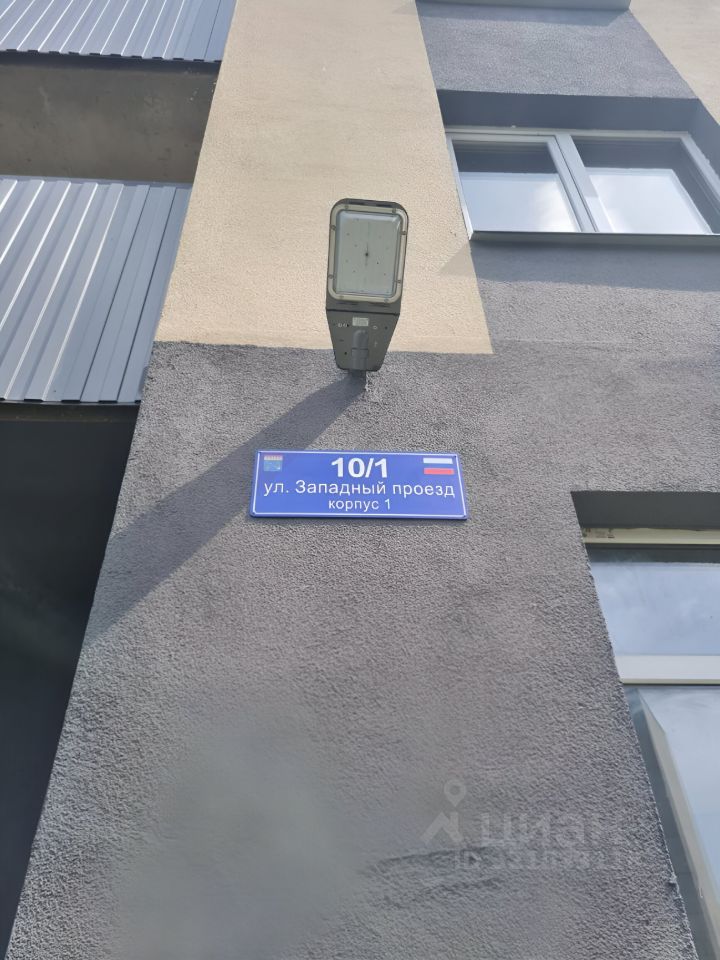 10/1
ул. Западный проезд
корпус 1
циан